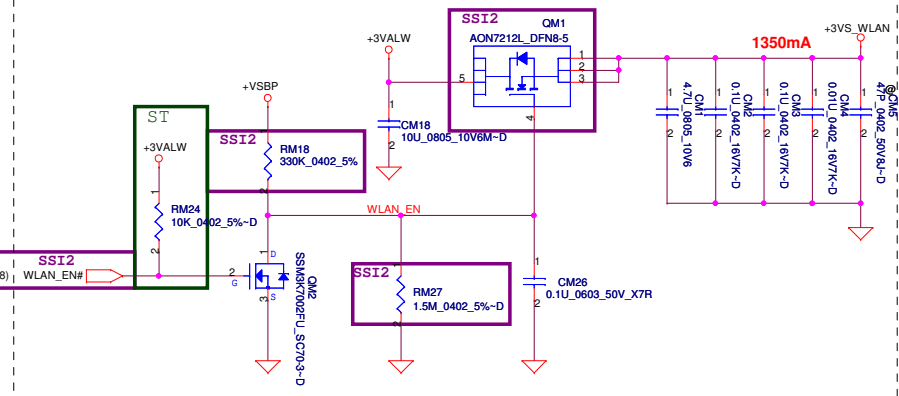 SSI2
QM1
AON7212L_DFN8-5
+3VALW
+3VS_WLAN
1350mA
5
1
2
3
4
+VSBP
ST
+3VALW
SSI2
RM18
330K_0402_5%
1
2
1
CM18
10U_0805_10V6M~D
2
1
CM1
4.7U_0805_10V6
2
1
CM2
0.1U_0402_16V7K~D
2
1
CM3
0.1U_0402_16V7K~D
2
1
CM4
0.01U_0402_16V7K~D
2
1
@
CM5
47P_0402_50V8J~D
2
1
RM24
10K_0402_5%~D
2
WLAN_EN
SSI2
8)
WLAN_EN#
2
G
1
D
3
S
QM2
SSM3K7002FU_SC70-3~D
SSI2
1
RM27
1.5M_0402_5%~D
2
1
CM26
0.1U_0603_50V_X7R
2